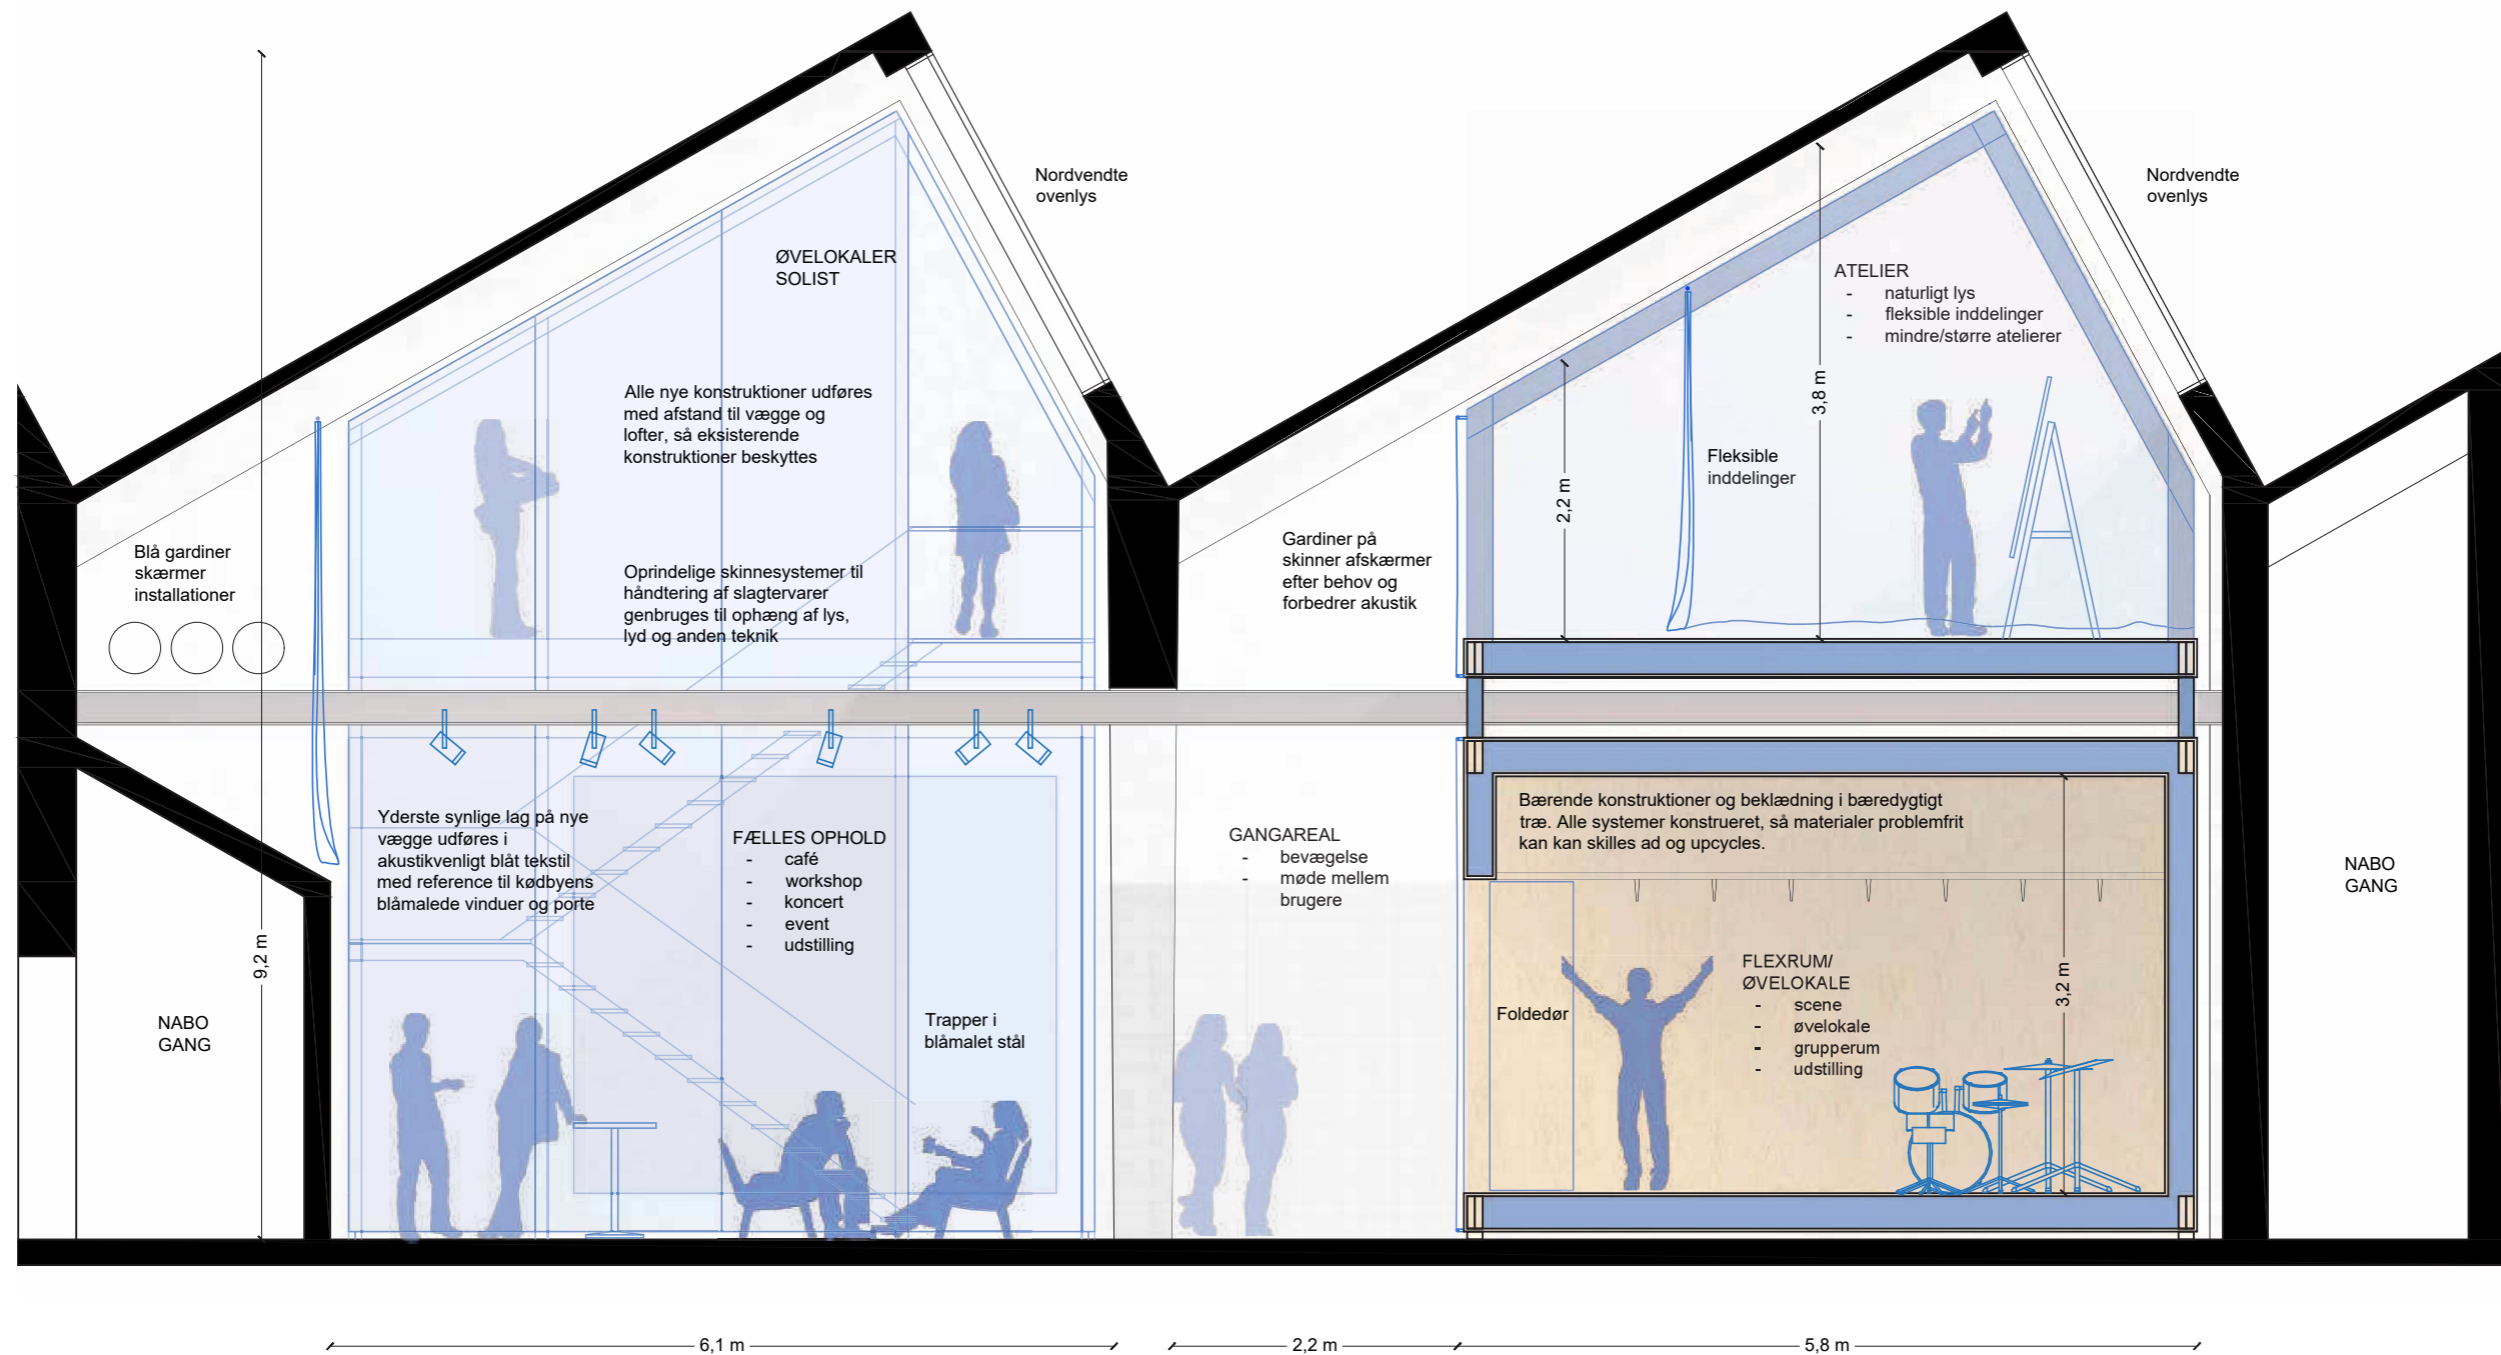 Nordvendte
ovenlys
Nordvendte
ovenlys
ØVELOKALER
SOLIST
ATELIER
- naturligt lys
- fleksible inddelinger
- mindre/større atelierer
Alle nye konstruktioner udføres
med afstand til vægge og
lofter, så eksisterende
konstruktioner beskyttes
3,8 m
2,2 m
Fleksible
inddelinger
Blå gardiner
skærmer
installationer
Oprindelige skinnesystemer til
håndtering af slagtervarer
genbruges til ophæng af lys,
lyd og anden teknik
Gardiner på
skinner afskærmer
efter behov og
forbedrer akustik
Yderste synlige lag på nye
vægge udføres i
akustikvenligt blåt tekstil
med reference til kødbyens
blåmalede vinduer og porte
FÆLLES OPHOLD
- café
- workshop
- koncert
- event
- udstilling
GANGAREAL
- bevægelse
- møde mellem
brugere
Bærende konstruktioner og beklædning i bæredygtigt
træ. Alle systemer konstrueret, så materialer problemfrit
kan kan skilles ad og upcycles.
NABO
GANG
9,2 m
NABO
GANG
Trapper i
blåmalet stål
Foldedør
FLEXRUM/
ØVELOKALE
- scene
- øvelokale
- grupperum
- udstilling
3,2 m
6,1 m
2,2 m
5,8 m